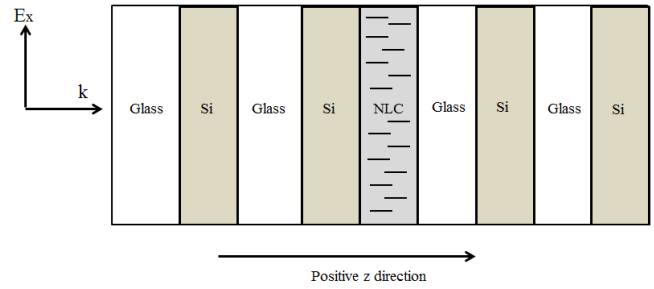 Ex
k
Glass Si Glass Si NLC Glass Si Glass Si
Positive z direction